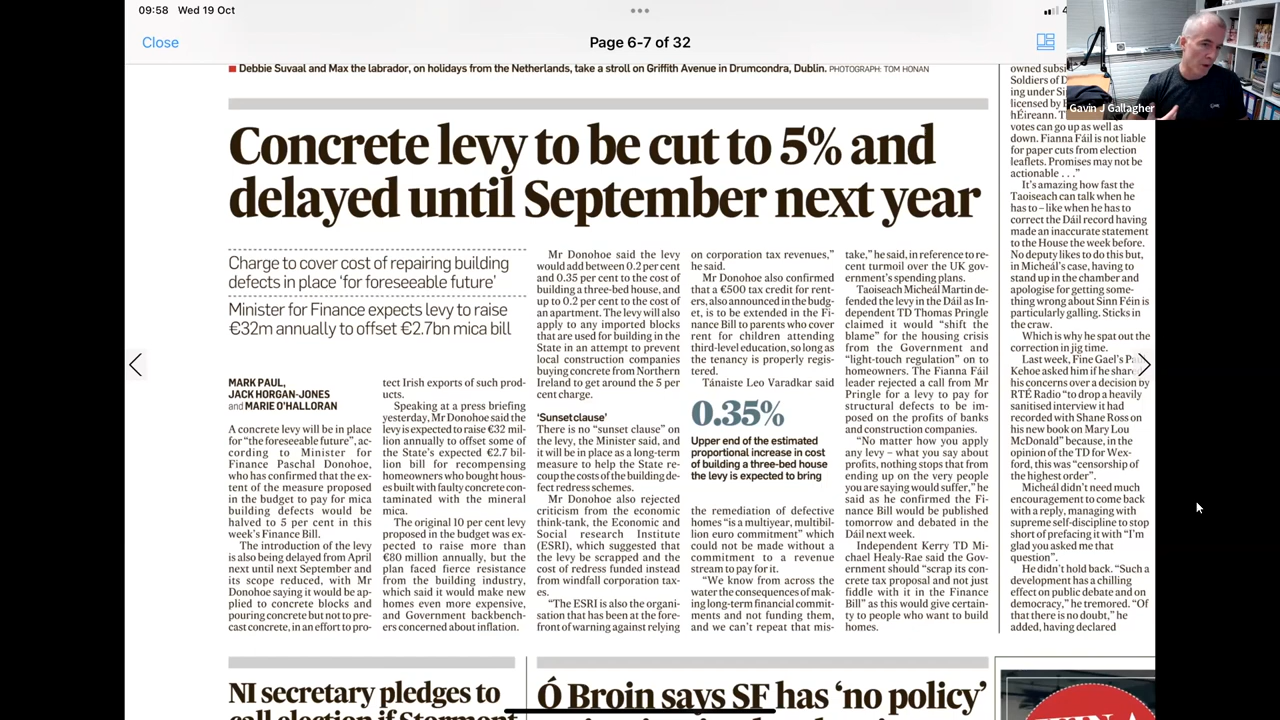 09:58 Wed 19 Oct
Close
Page 6-7 of 32
Gavin J Gallagher
Debbie Suvaal and Max the labrador, on holidays from the Netherlands, take a stroll on Griffith Avenue in Drumcondra, Dublin. PHOTOGRAPH: TOM HONAN
Concrete levy to be cut to 5% and
delayed until September next year
Charge to cover cost of repairing building
defects in place ‘for foreseeable future’
Minister for Finance expects levy to raise
€32m annually to offset €2.7bn mica bill
MARK PAUL,
JACK HORGAN-JONES
and MARIE O'HALLORAN
A concrete levy will be in place
for “the foreseeable future”, ac-
cording to Minister for
Finance Paschal Donohoe,
who has confirmed that the ex-
tent of the measure proposed
in the budget to pay for mica
building defects would be
halved to 5 per cent in this
week’s Finance Bill.
The introduction of the levy
is also being delayed from April
next until next September and
its scope reduced, with Mr
Donohoe saying it would be ap-
plied to concrete blocks and
pouring concrete but not to pre-
cast concrete, in an effort to pro-
tect Irish exports of such prod-
ucts.
Speaking at a press briefing
yesterday, Mr Donohoe said the
levy is expected to raise €32 mil-
lion annually to offset some of
the State’s expected €2.7 bil-
lion bill for recompensing
homeowners who bought hous-
es built with faulty concrete con-
taminated with the mineral
mica.
The original 10 per cent levy
proposed in the budget was ex-
pected to raise more than
€80 million annually, but the
plan faced fierce resistance
from the building industry,
which said it would make new
homes even more expensive,
and Government backbench-
ers concerned about inflation.
Mr Donohoe said the levy
would add between 0.2 per cent
and 0.35 per cent to the cost of
building a three-bed house, and
up to 0.2 per cent to the cost of
an apartment. The levy will also
apply to any imported blocks
that are used for building in the
State in an attempt to prevent
local construction companies
buying concrete from Northern
Ireland to get around the 5 per
cent charge.
‘Sunset clause’
There is no “sunset clause” on
the levy, the Minister said, and
it will be in place as a long-term
measure to help the State re-
coup the costs of the building de-
fect redress schemes.
Mr Donohoe also rejected
criticism from the economic
think-tank, the Economic and
Social research Institute
(ESRI), which suggested that
the levy be scrapped and the
cost of redress funded instead
from windfall corporation tax-
es.
“The ESRI is also the organi-
sation that has been at the fore-
front of warning against relying
on corporation tax revenues,”
he said.
Mr Donohoe also confirmed
that a €500 tax credit for rent-
ers, also announced in the budg-
et, is to be extended in the Fi-
nance Bill to parents who cover
rent for children attending
third-level education, so long as
the tenancy is properly regis-
tered.
Tánaiste Leo Varadkar said
0.35%
Upper end of the estimated
proportional increase in cost
of building a three-bed house
the levy is expected to bring
the remediation of defective
homes “is a multiyear, multibil-
lion euro commitment” which
could not be made without a
commitment to a revenue
stream to pay for it.
“We know from across the
water the consequences of mak-
ing long-term financial commit-
ments and not funding them,
and we can’t repeat that mis-
take,” he said, in reference to re-
cent turmoil over the UK gov-
ernment’s spending plans.
Taoiseach Micheál Martin de-
fended the levy in the Dáil as In-
dependent TD Thomas Pringle
claimed it would “shift the
blame” for the housing crisis
from the Government and
“light-touch regulation” on to
homeowners. The Fianna Fáil
leader rejected a call from Mr
Pringle for a levy to pay for
structural defects to be im-
posed on the profits of banks
and construction companies.
“No matter how you apply
any levy – what you say about
profits, nothing stops that from
ending up on the very people
you are saying would suffer,” he
said as he confirmed the Fi-
nance Bill would be published
tomorrow and debated in the
Dáil next week.
Independent Kerry TD Mi-
chael Healy-Rae said the Gov-
ernment should “scrap its con-
crete tax proposal and not just
fiddle with it in the Finance
Bill” as this would give certain-
ty to people who want to build
homes.
owned subsi
Soldiers of D
ing under Si
licensed by
hÉireann. T
votes can go up as well as
down. Fianna Fáil is not liable
for paper cuts from election
leaflets. Promises may not be
actionable . . .”
It’s amazing how fast the
Taoiseach can talk when he
has to – like when he has to
correct the Dáil record having
made an inaccurate statement
to the House the week before.
No deputy likes to do this but,
in Micheál’s case, having to
stand up in the chamber and
apologise for getting some-
thing wrong about Sinn Féin is
particularly galling. Sticks in
the craw.
Which is why he spat out the
correction in jig time.
Last week, Fine Gael’s Pa
Kehoe asked him if he share
his concerns over a decision by
RTÉ Radio “to drop a heavily
sanitised interview it had
recorded with Shane Ross on
his new book on Mary Lou
McDonald” because, in the
opinion of the TD for Wex-
ford, this was “censorship of
the highest order”.
Micheál didn’t need much
encouragement to come back
with a reply, managing with
supreme self-discipline to stop
short of prefacing it with “I’m
glad you asked me that
question”.
He didn’t hold back. “Such a
development has a chilling
effect on public debate and on
democracy,” he tremored. “Of
that there is no doubt,” he
added, having declared
NI secretary pledges to
call election if Stormont
Ó Broin says SF has ‘no policy’